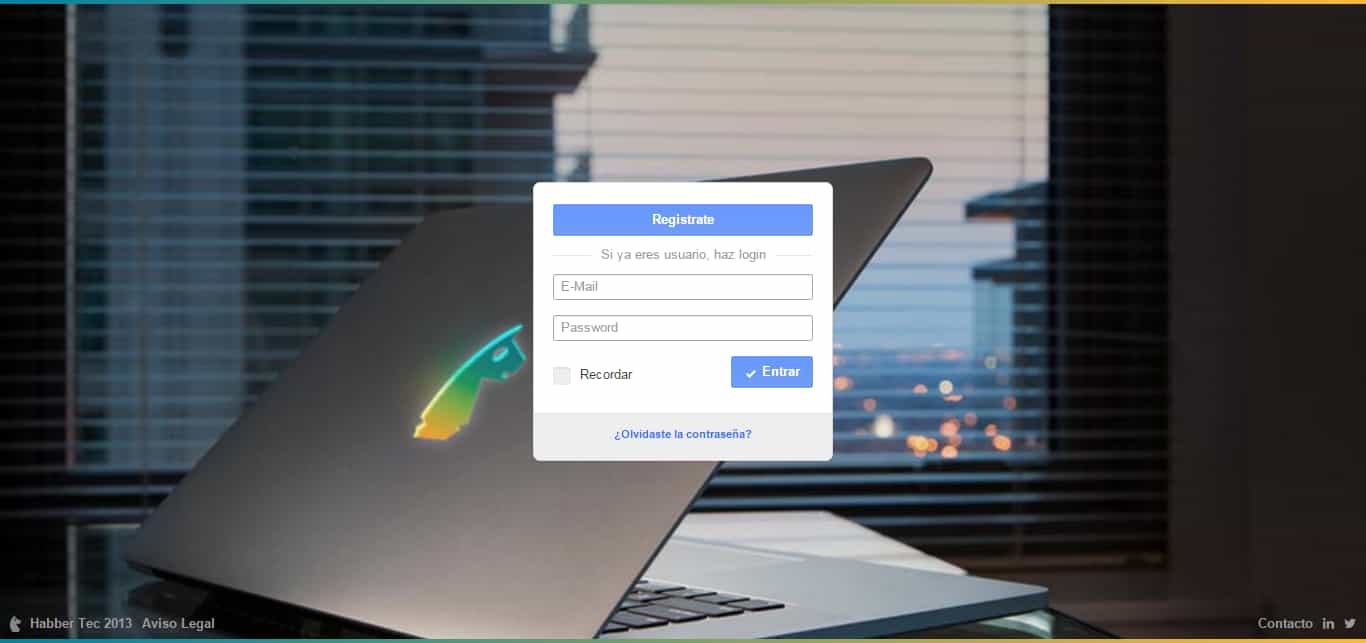 Registrate
Si ya eres usuario, haz login
E-Mail
Password
Recordar
Entrar
¿Olvidaste la contraseña?
Habber Tec 2013 Aviso Legal
Contacto in